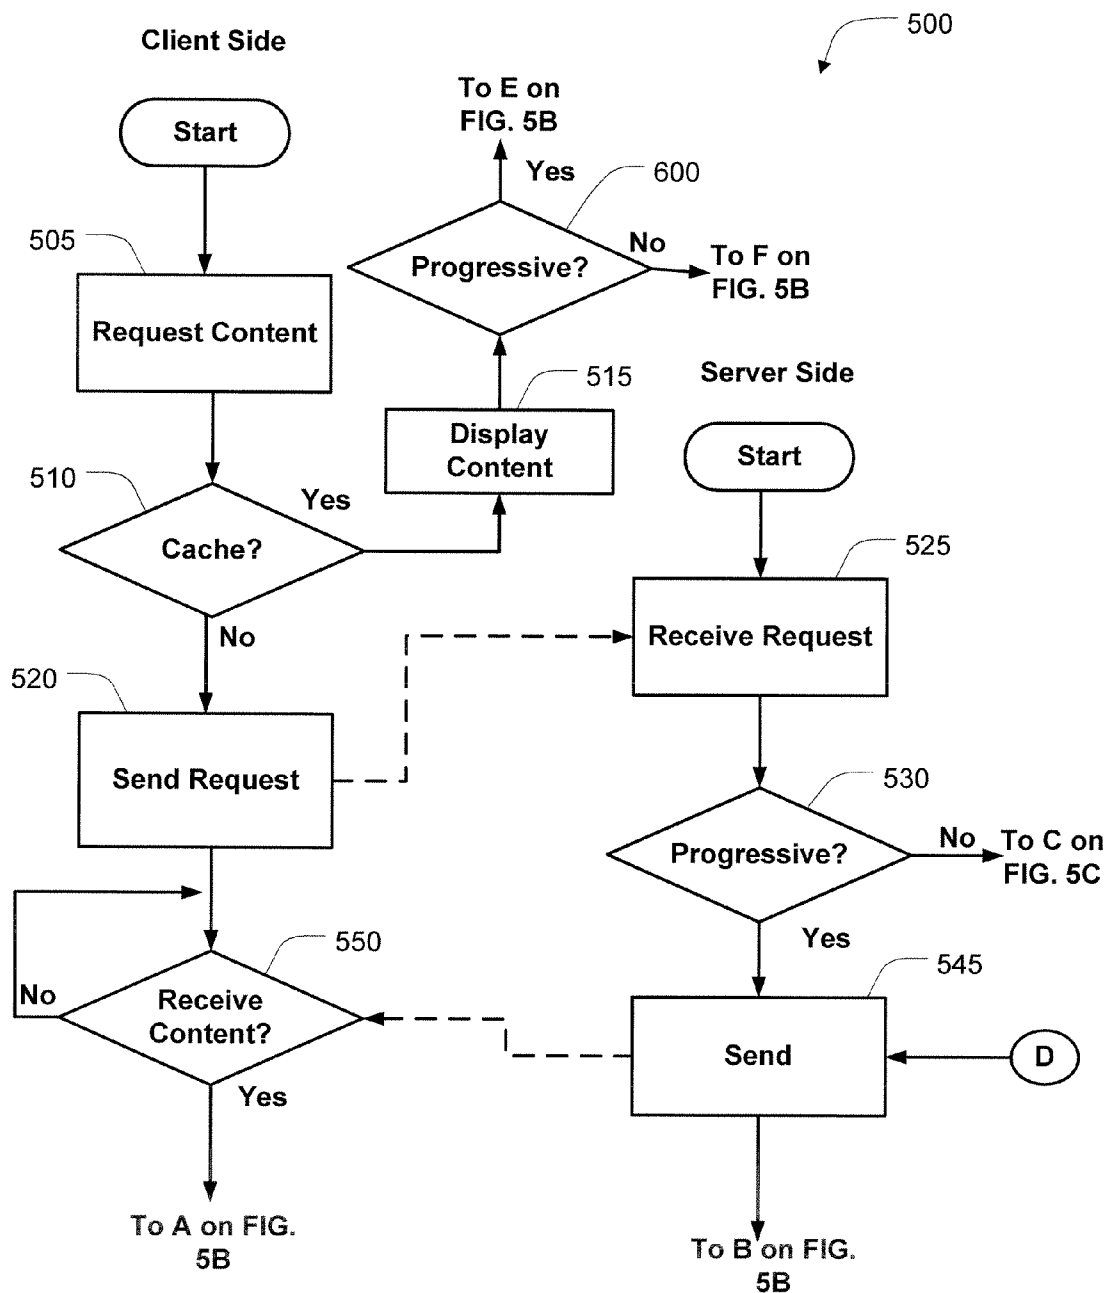 500
Client Side
To E on
FIG. 5B
Start
Yes
600
505
No
Progressive?
To F on
FIG. 5B
Request Content
Server Side
515
Display
Content
Start
510
Yes
Cache?
525
No
Receive Request
520
Send Request
530
Progressive?
No
To C on
FIG. 5C
Yes
550
545
No
Receive
Content?
Send
D
Yes
To A on FIG.
5B
To B on FIG.
5B